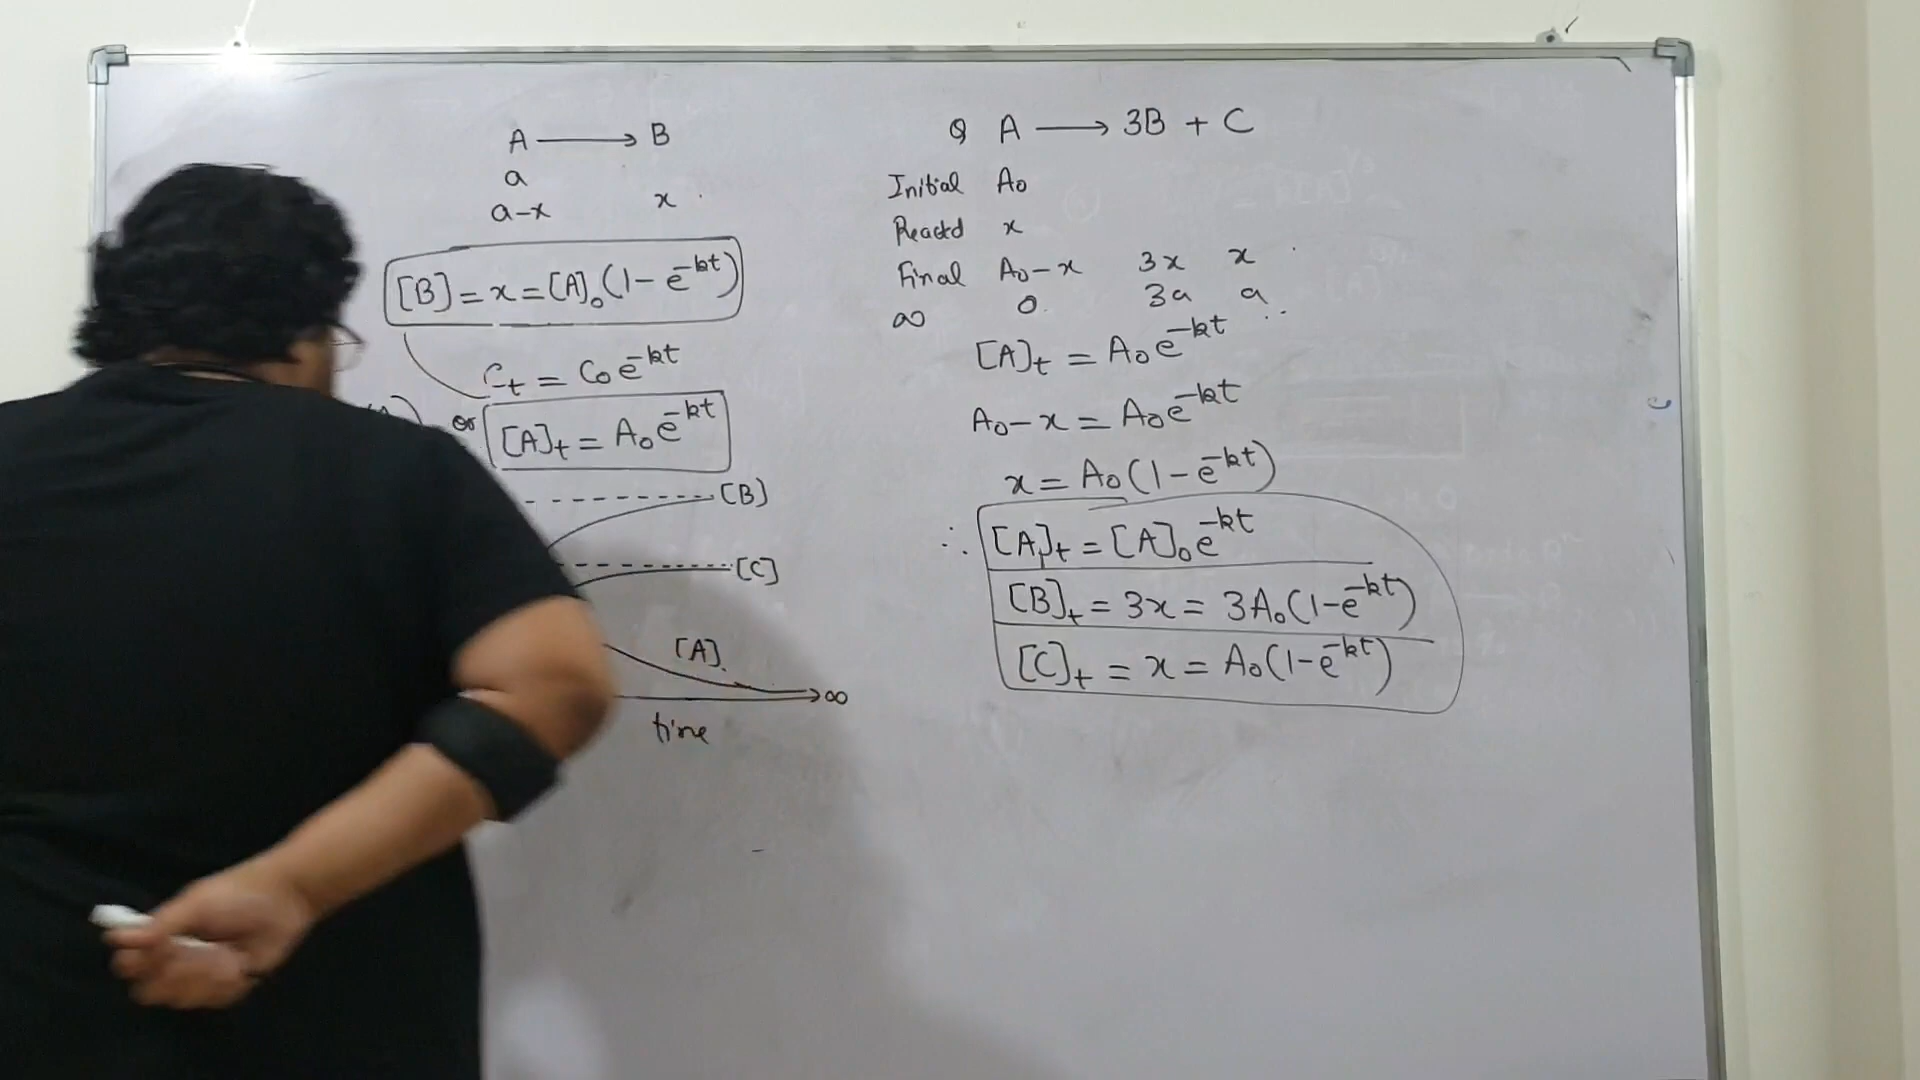 A ⟶ B
a
a-x x
[B] = x = [A]₀(1-e^-kt)
Ct = C₀e^-kt
or [A]t = A₀e^-kt
[B]
[C]
[A]
∞
time
Q A ⟶ 3B + C
Initial A₀
Reactd x
Final A₀-x 3x x
∞ 0 3a a
[A]t = A₀e^-kt
A₀-x = A₀e^-kt
x = A₀(1-e^-kt)
∴ [A]t = [A]₀e^-kt
[B]t = 3x = 3A₀(1-e^-kt)
[C]t = x = A₀(1-e^-kt)